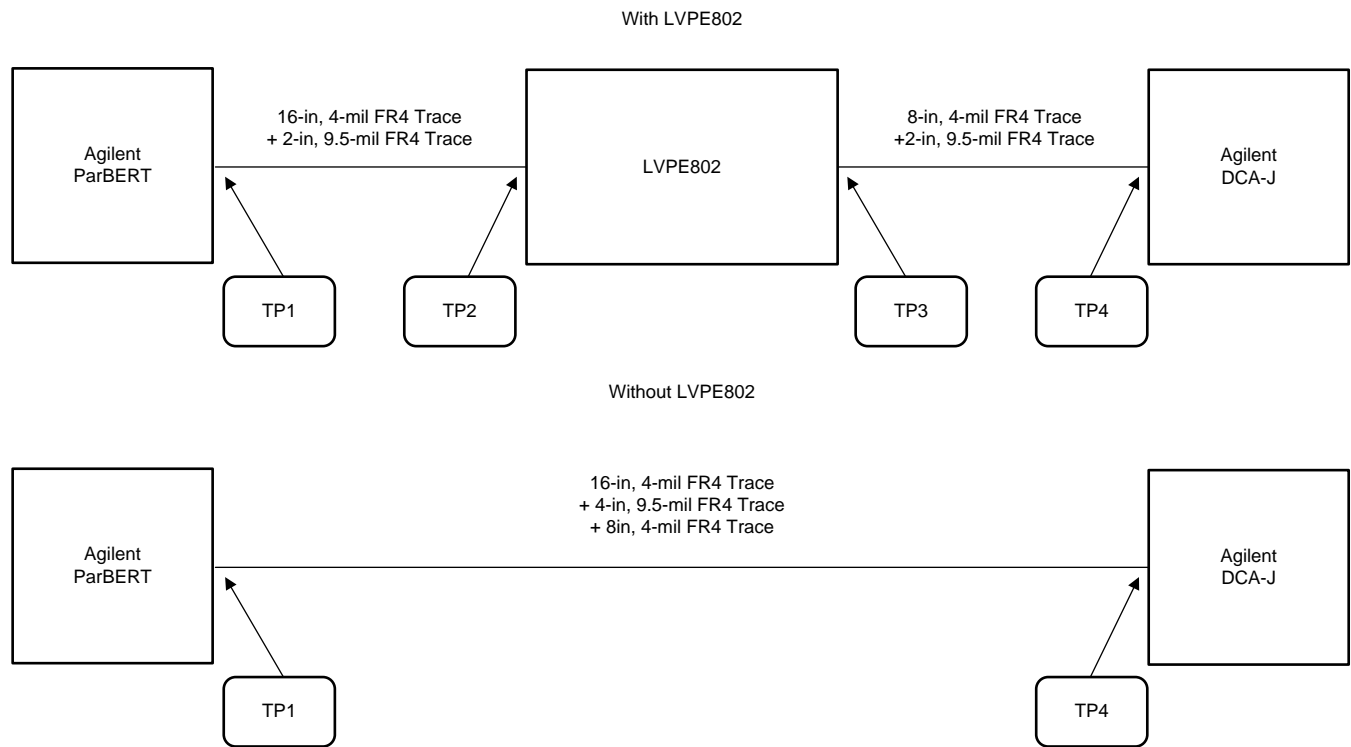 With LVPE802
Agilent
ParBERT
16-in, 4-mil FR4 Trace
+ 2-in, 9.5-mil FR4 Trace
LVPE802
8-in, 4-mil FR4 Trace
+2-in, 9.5-mil FR4 Trace
Agilent
DCA-J
TP1
TP2
TP3
TP4
Without LVPE802
Agilent
ParBERT
16-in, 4-mil FR4 Trace
+ 4-in, 9.5-mil FR4 Trace
+ 8in, 4-mil FR4 Trace
Agilent
DCA-J
TP1
TP4